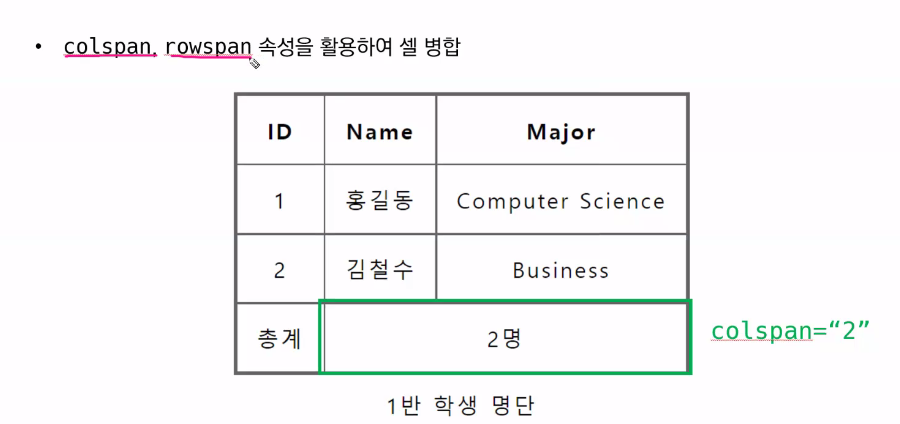 • colspan, rowspan 속성을 활용하여 셀 병합
ID Name Major
1 홍길동 Computer Science
2 김철수 Business
총계 2명
colspan=“2”
1반 학생 명단